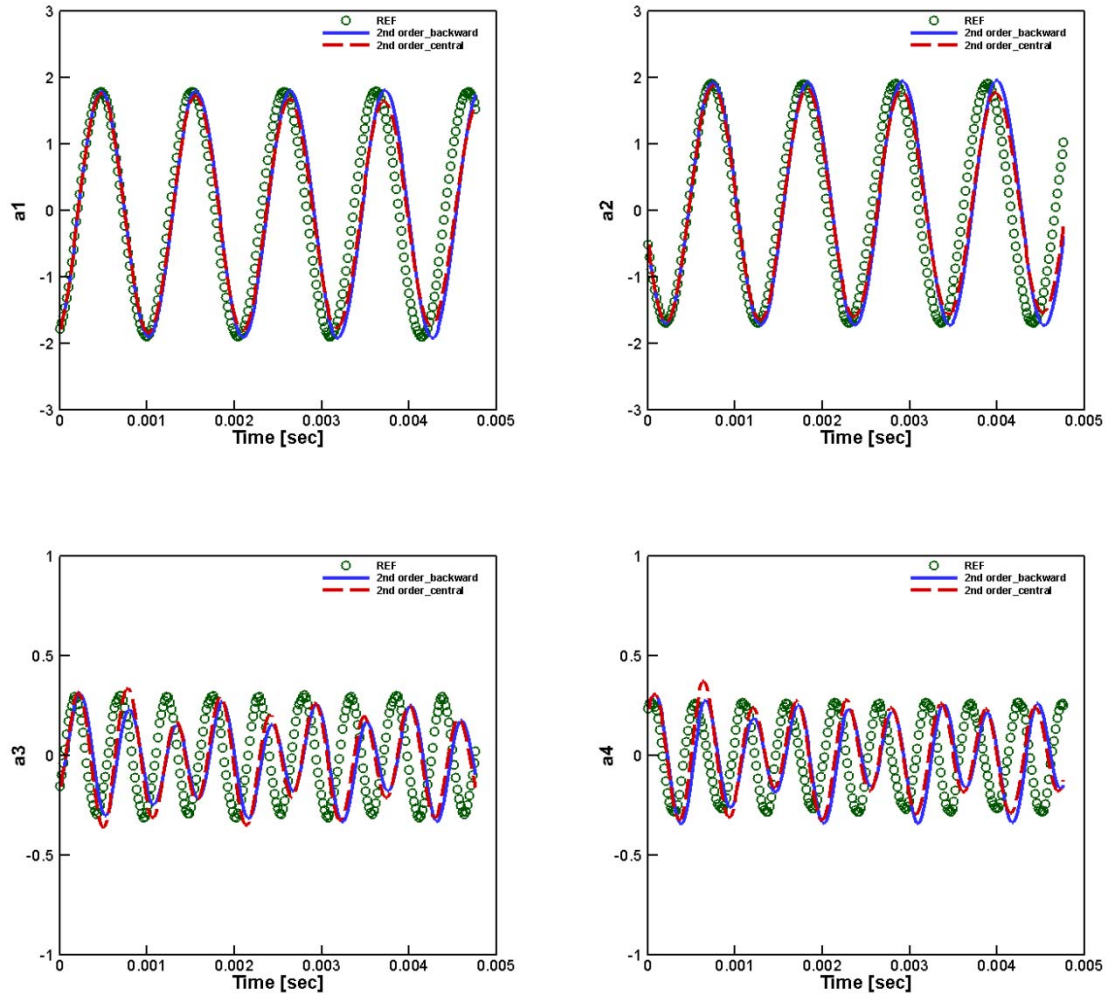 REF
2nd order_backward
2nd order_central
3
2
1
0
-1
-2
-3
a1
0
0.001
0.002
0.003
0.004
0.005
Time [sec]
REF
2nd order_backward
2nd order_central
3
2
1
0
-1
-2
-3
a2
0
0.001
0.002
0.003
0.004
0.005
Time [sec]
REF
2nd order_backward
2nd order_central
1
0.5
0
-0.5
-1
a3
0
0.001
0.002
0.003
0.004
0.005
Time [sec]
REF
2nd order_backward
2nd order_central
1
0.5
0
-0.5
-1
a4
0
0.001
0.002
0.003
0.004
0.005
Time [sec]